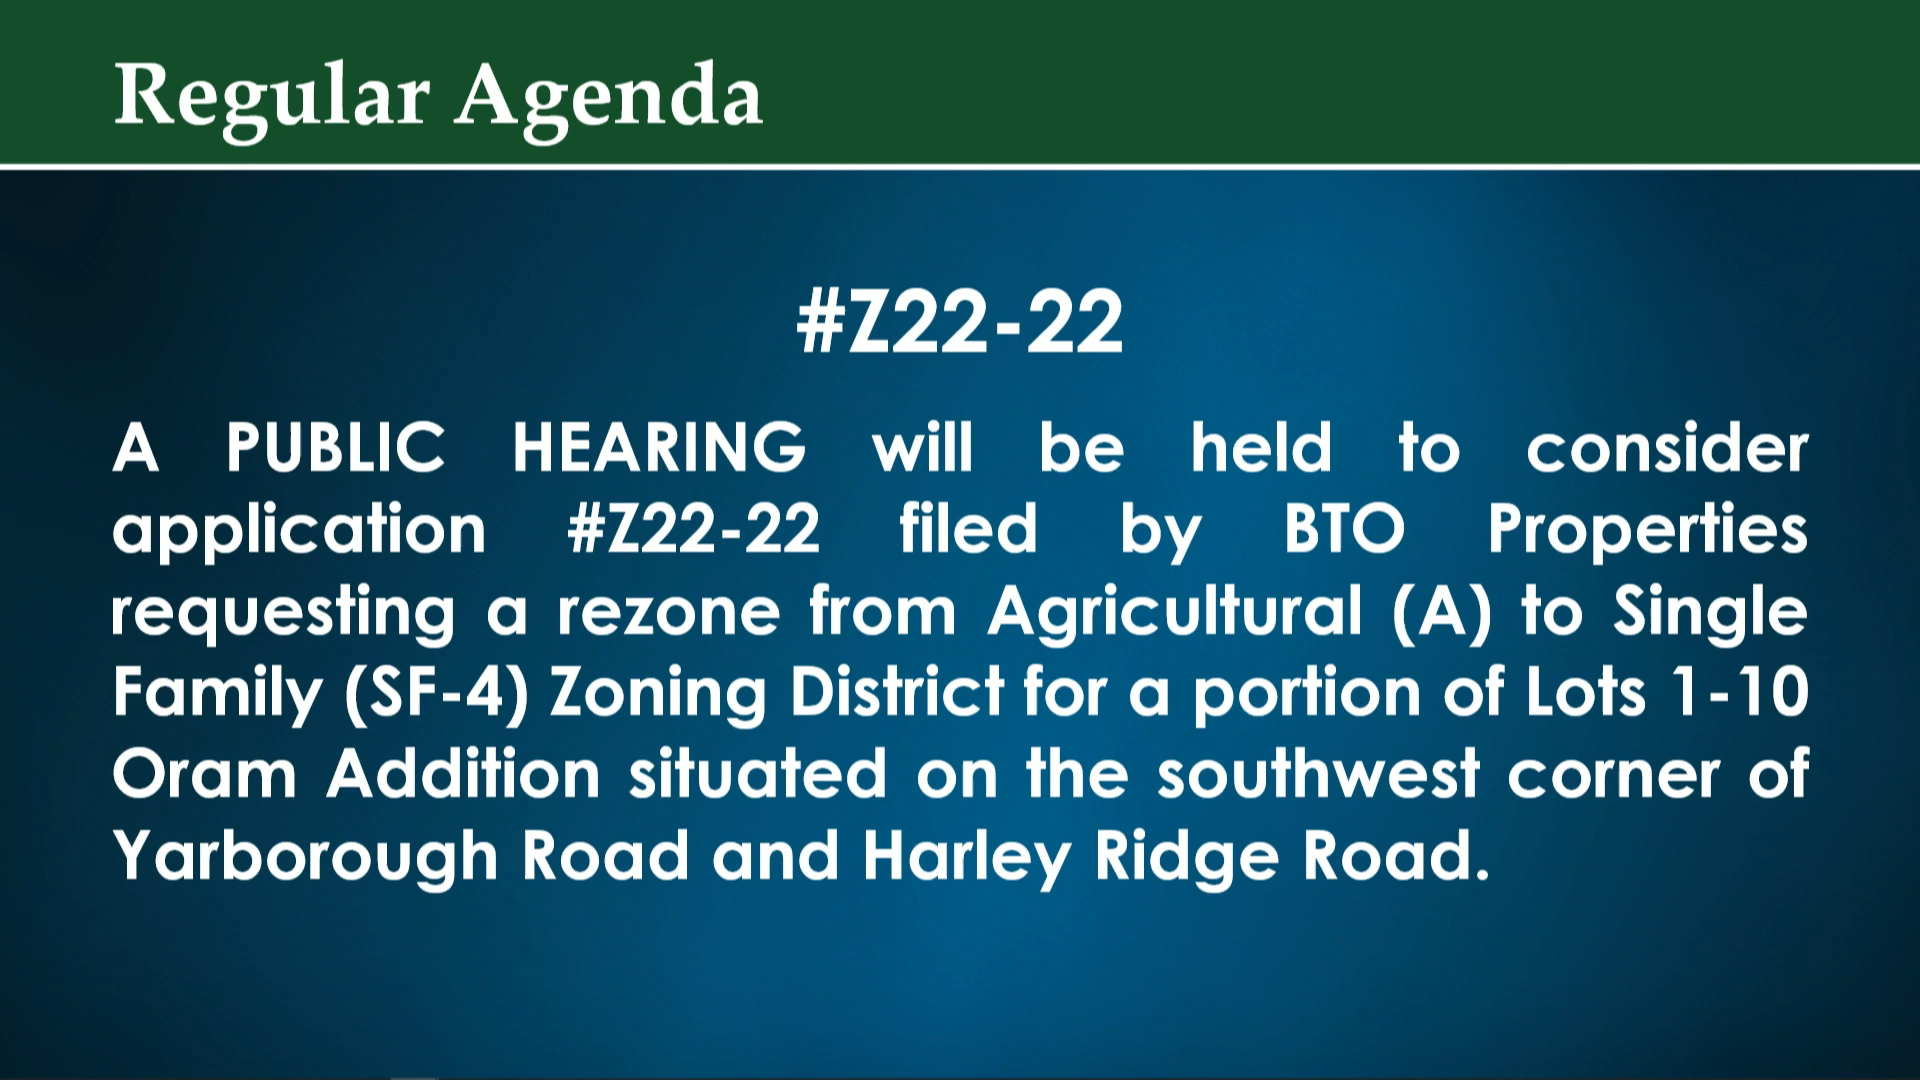 Regular Agenda
#Z22-22
A PUBLIC HEARING will be held to consider
application #Z22-22 filed by BTO Properties
requesting a rezone from Agricultural (A) to Single
Family (SF-4) Zoning District for a portion of Lots 1-10
Oram Addition situated on the southwest corner of
Yarborough Road and Harley Ridge Road.